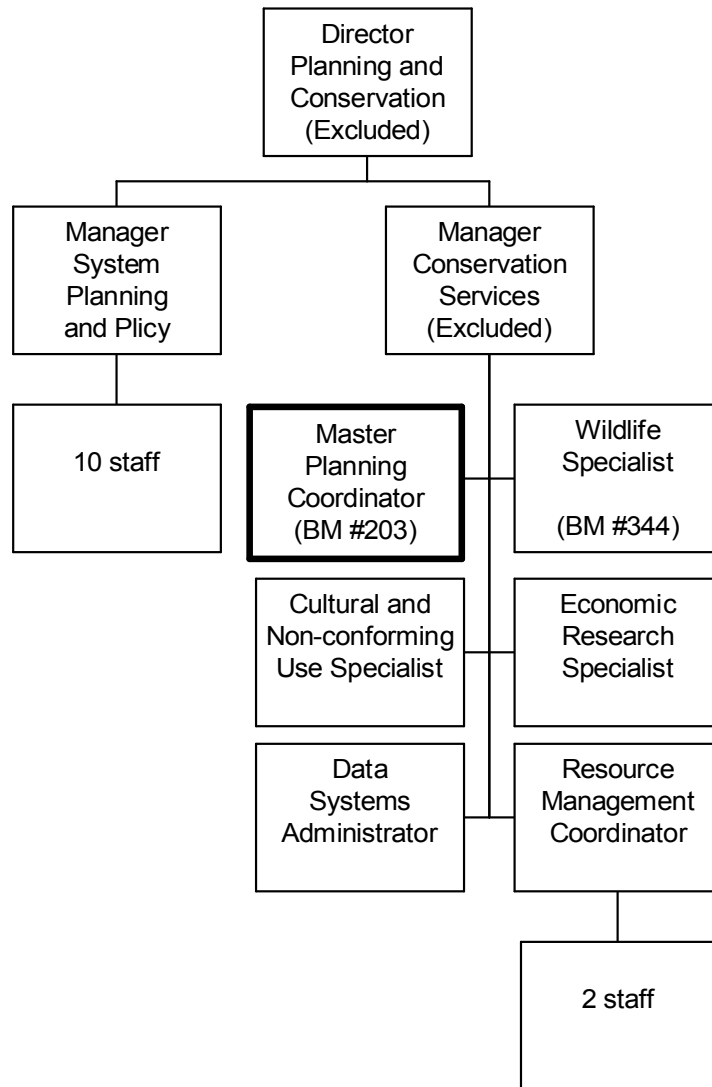 Director
Planning and
Conservation
(Excluded)
Manager
System
Planning
and Plicy
Manager
Conservation
Services
(Excluded)
10 staff
Master
Planning
Coordinator
(BM #203)
Wildlife
Specialist
(BM #344)
Cultural and
Non-conforming
Use Specialist
Economic
Research
Specialist
Data
Systems
Administrator
Resource
Management
Coordinator
2 staff